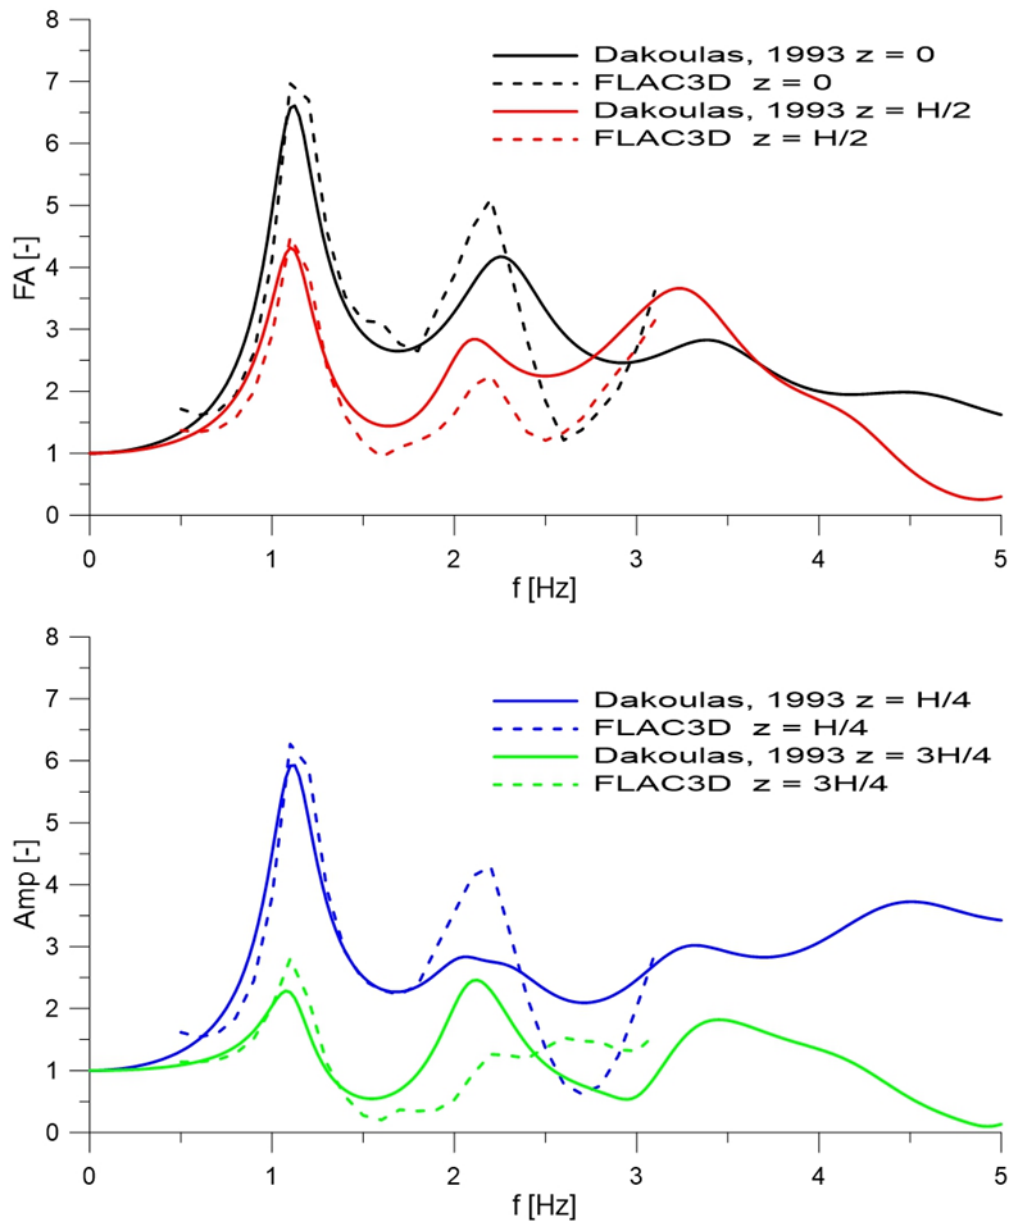 8
7
6
5
4
3
2
1
0
FA [-]
Dakoulas, 1993 z = 0
FLAC3D z = 0
Dakoulas, 1993 z = H/2
FLAC3D z = H/2
0 1 2 3 4 5
f [Hz]
8
7
6
5
4
3
2
1
0
Amp [-]
Dakoulas, 1993 z = H/4
FLAC3D z = H/4
Dakoulas, 1993 z = 3H/4
FLAC3D z = 3H/4
0 1 2 3 4 5
f [Hz]